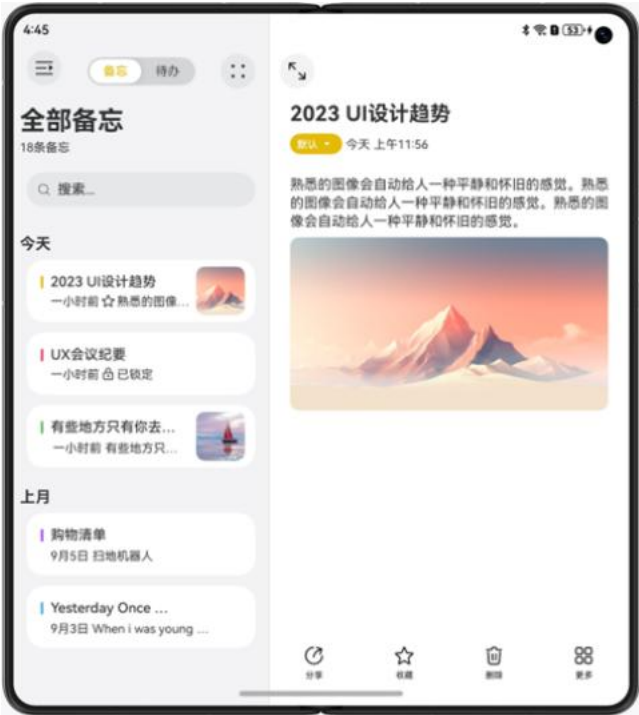 4:45
53
备忘 待办
全部备忘
18条备忘
搜索...
今天
2023 UI设计趋势
一小时前 熟悉的图像...
UX会议纪要
一小时前 已锁定
有些地方只有你去...
一小时前 有些地方只...
上月
购物清单
9月5日 扫地机器人
Yesterday Once ...
9月3日 When i was young ...
2023 UI设计趋势
默认 今天 上午11:56
熟悉的图像会自动给人一种平静和怀旧的感觉。熟悉
的图像会自动给人一种平静和怀旧的感觉。熟悉的图
像会自动给人一种平静和怀旧的感觉。
分享 收藏 删除 更多